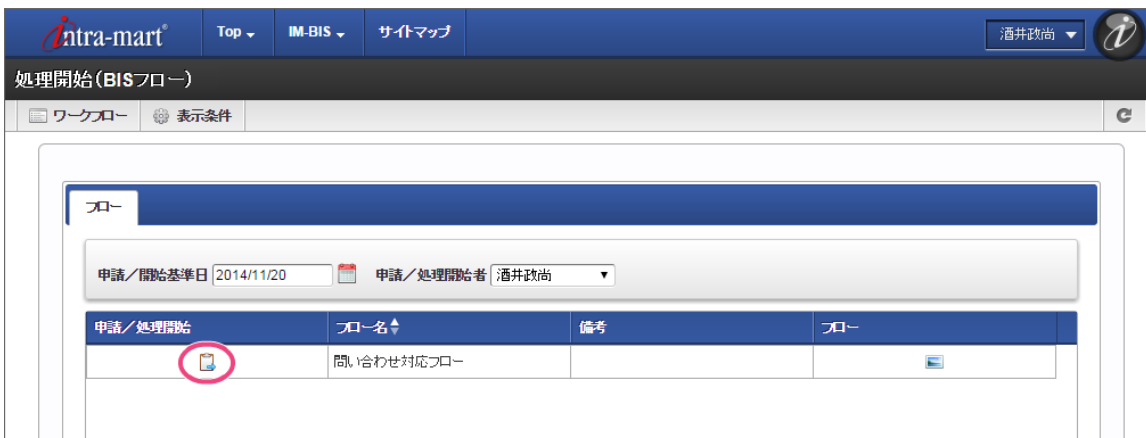 intra-mart® Top IM-BIS サイトマップ 酒井政尚
処理開始(BISフロー)
ワークフロー 表示条件
フロー
申請/開始基準日 2014/11/20 申請/処理開始者 酒井政尚
申請/処理開始 フロー名 備考 フロー
問い合わせ対応フロー